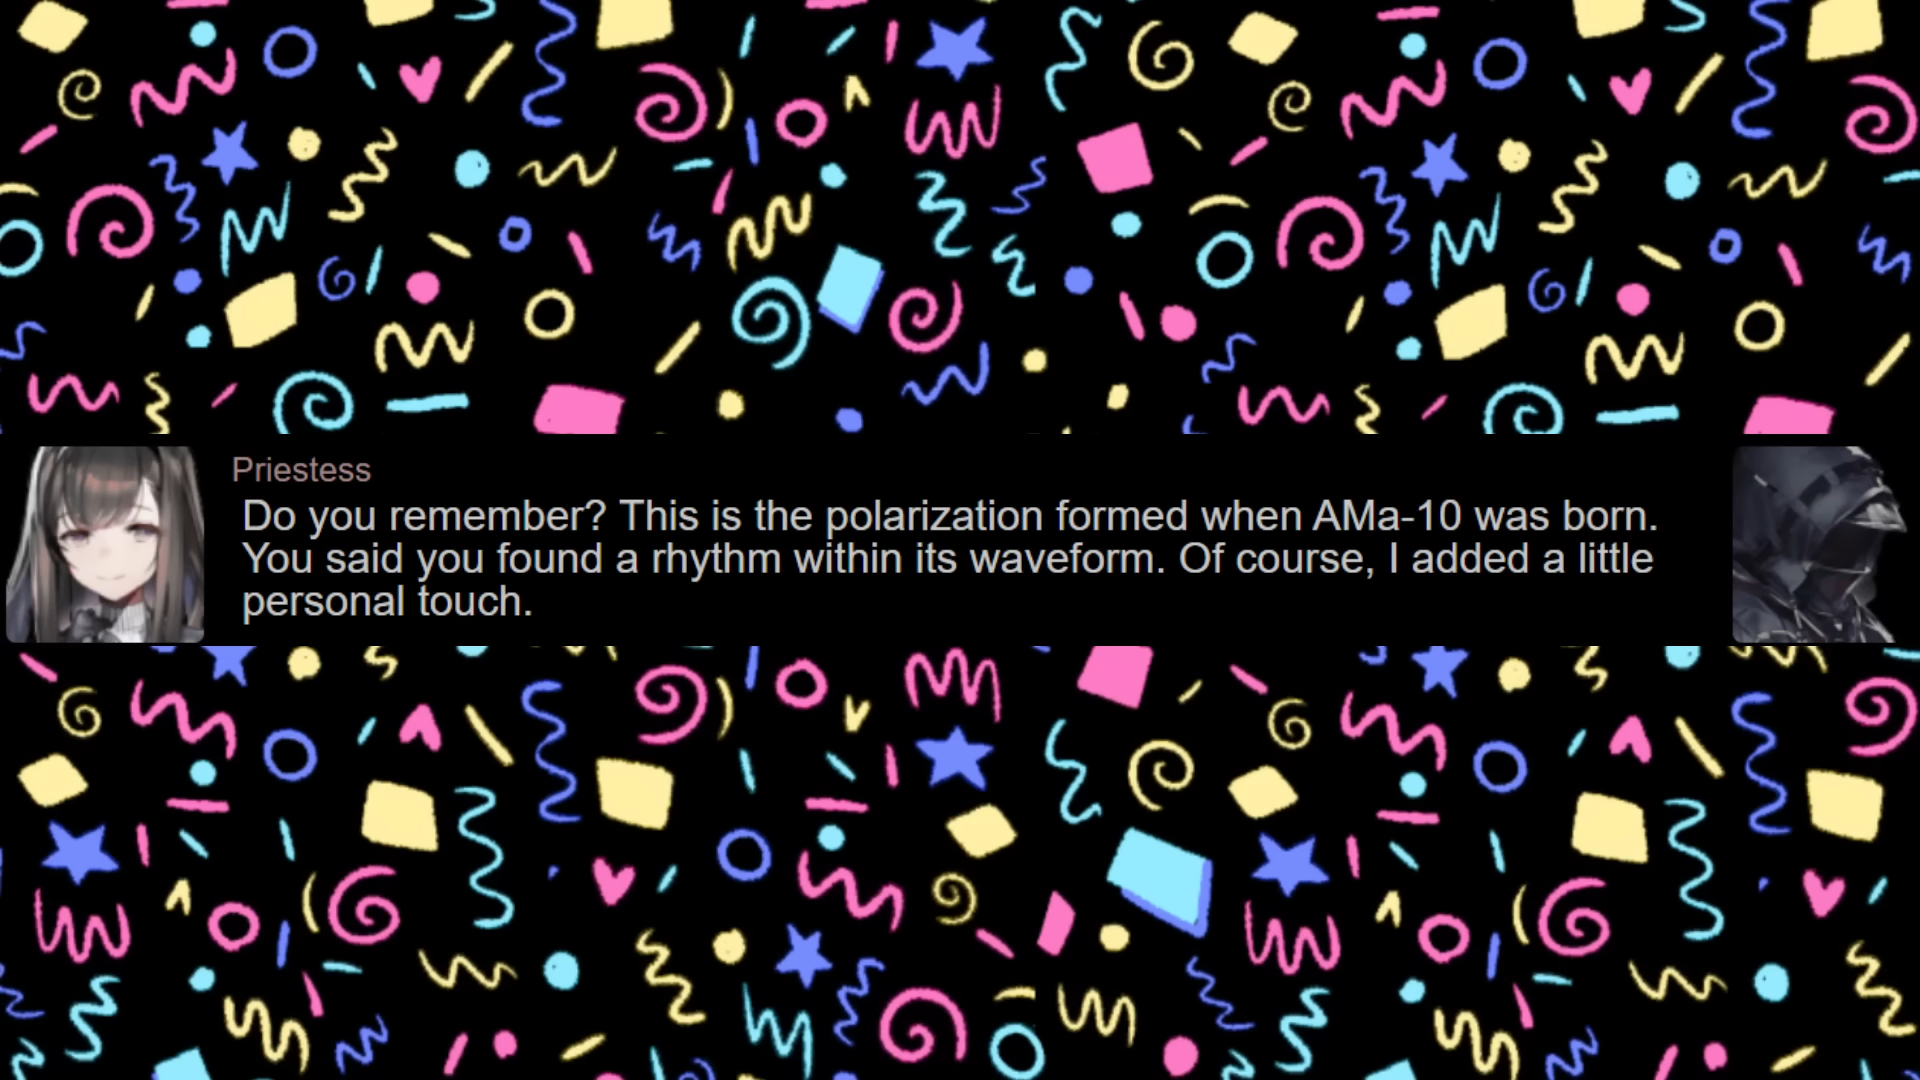 Priestess
Do you remember? This is the polarization formed when AMa-10 was born.
You said you found a rhythm within its waveform. Of course, I added a little
personal touch.